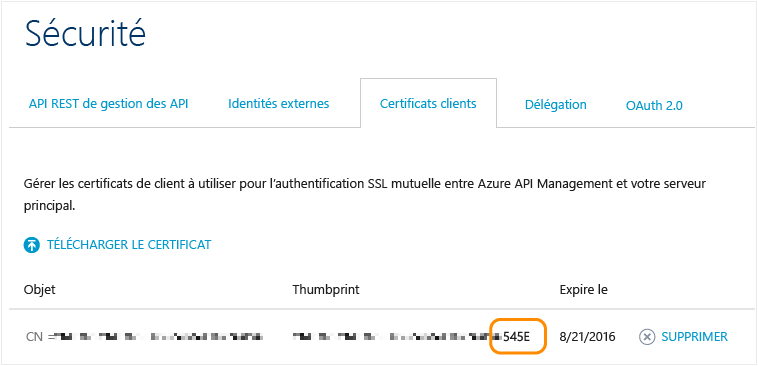 Sécurité
API REST de gestion des API Identités externes Certificats clients Délégation OAuth 2.0
Gérer les certificats de client à utiliser pour l'authentification SSL mutuelle entre Azure API Management et votre serveur
principal.
TÉLÉCHARGER LE CERTIFICAT
Objet Thumbprint Expire le
CN = 545E 8/21/2016 SUPPRIMER